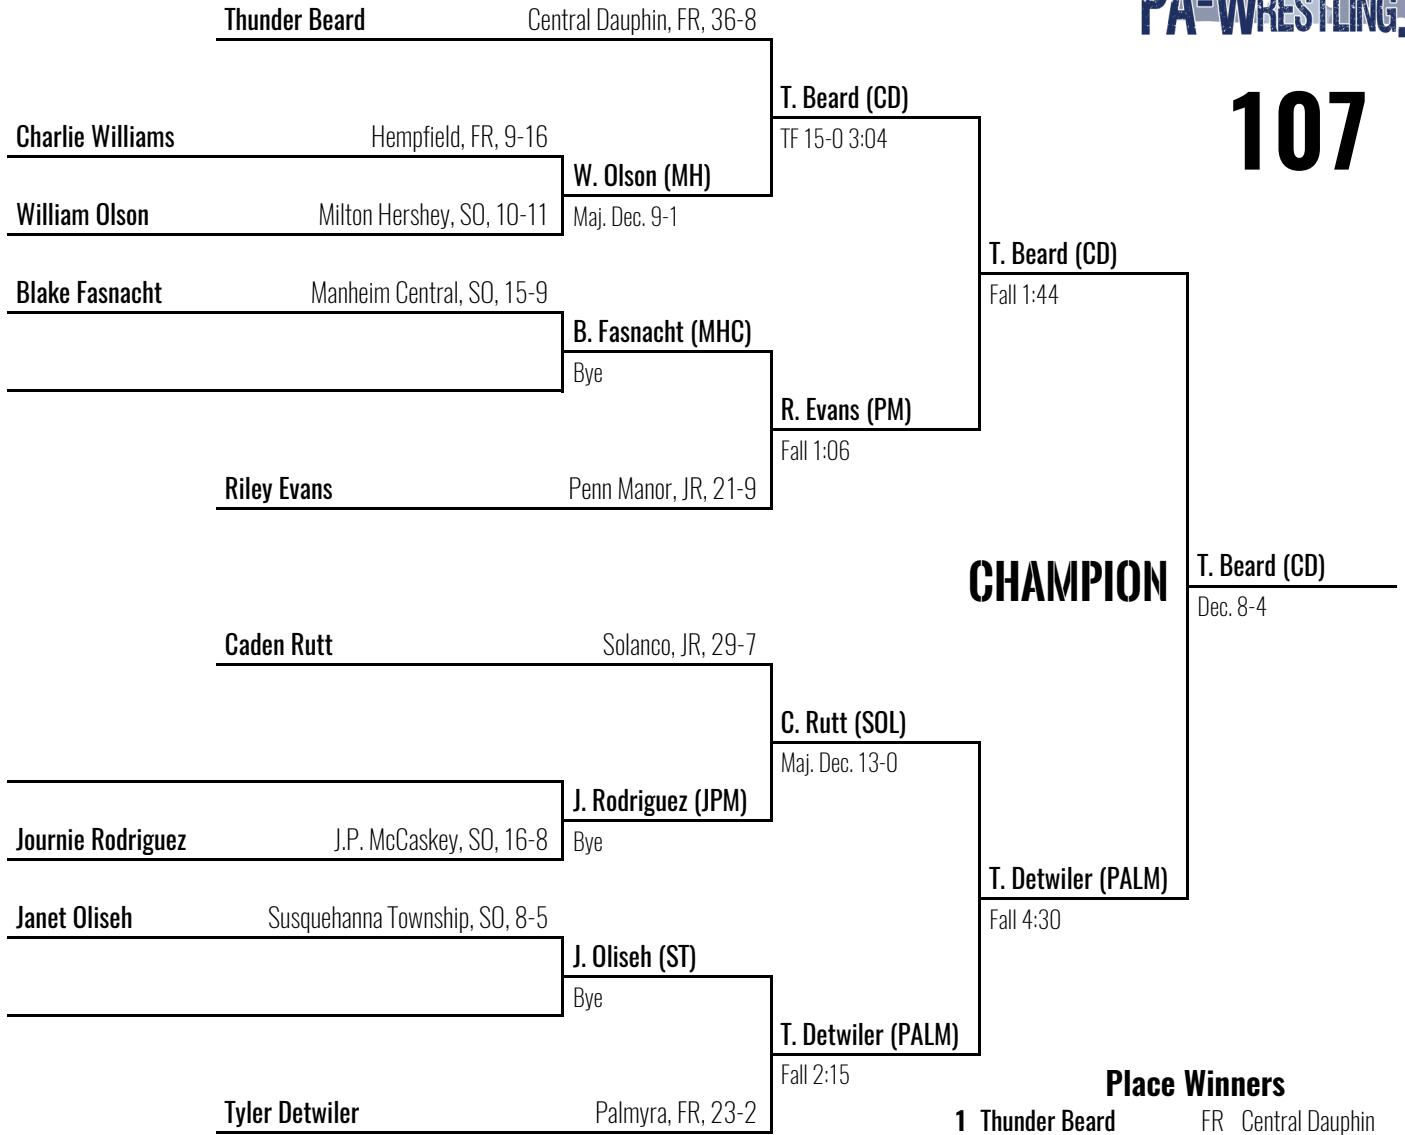 PA-WRESTLING.
107
Thunder Beard Central Dauphin, FR, 36-8
T. Beard (CD)
TF 15-0 3:04
Charlie Williams Hempfield, FR, 9-16
W. Olson (MH)
Maj. Dec. 9-1
William Olson Milton Hershey, SO, 10-11
T. Beard (CD)
Fall 1:44
Blake Fasnacht Manheim Central, SO, 15-9
B. Fasnacht (MHC)
Bye
R. Evans (PM)
Fall 1:06
Riley Evans Penn Manor, JR, 21-9
CHAMPION
T. Beard (CD)
Dec. 8-4
Caden Rutt Solanco, JR, 29-7
C. Rutt (SOL)
Maj. Dec. 13-0
J. Rodriguez (JPM)
Bye
Journie Rodriguez J.P. McCaskey, SO, 16-8
T. Detwiler (PALM)
Fall 4:30
Janet Oliseh Susquehanna Township, SO, 8-5
J. Oliseh (ST)
Bye
T. Detwiler (PALM)
Fall 2:15
Tyler Detwiler Palmyra, FR, 23-2
Place Winners
1 Thunder Beard FR Central Dauphin